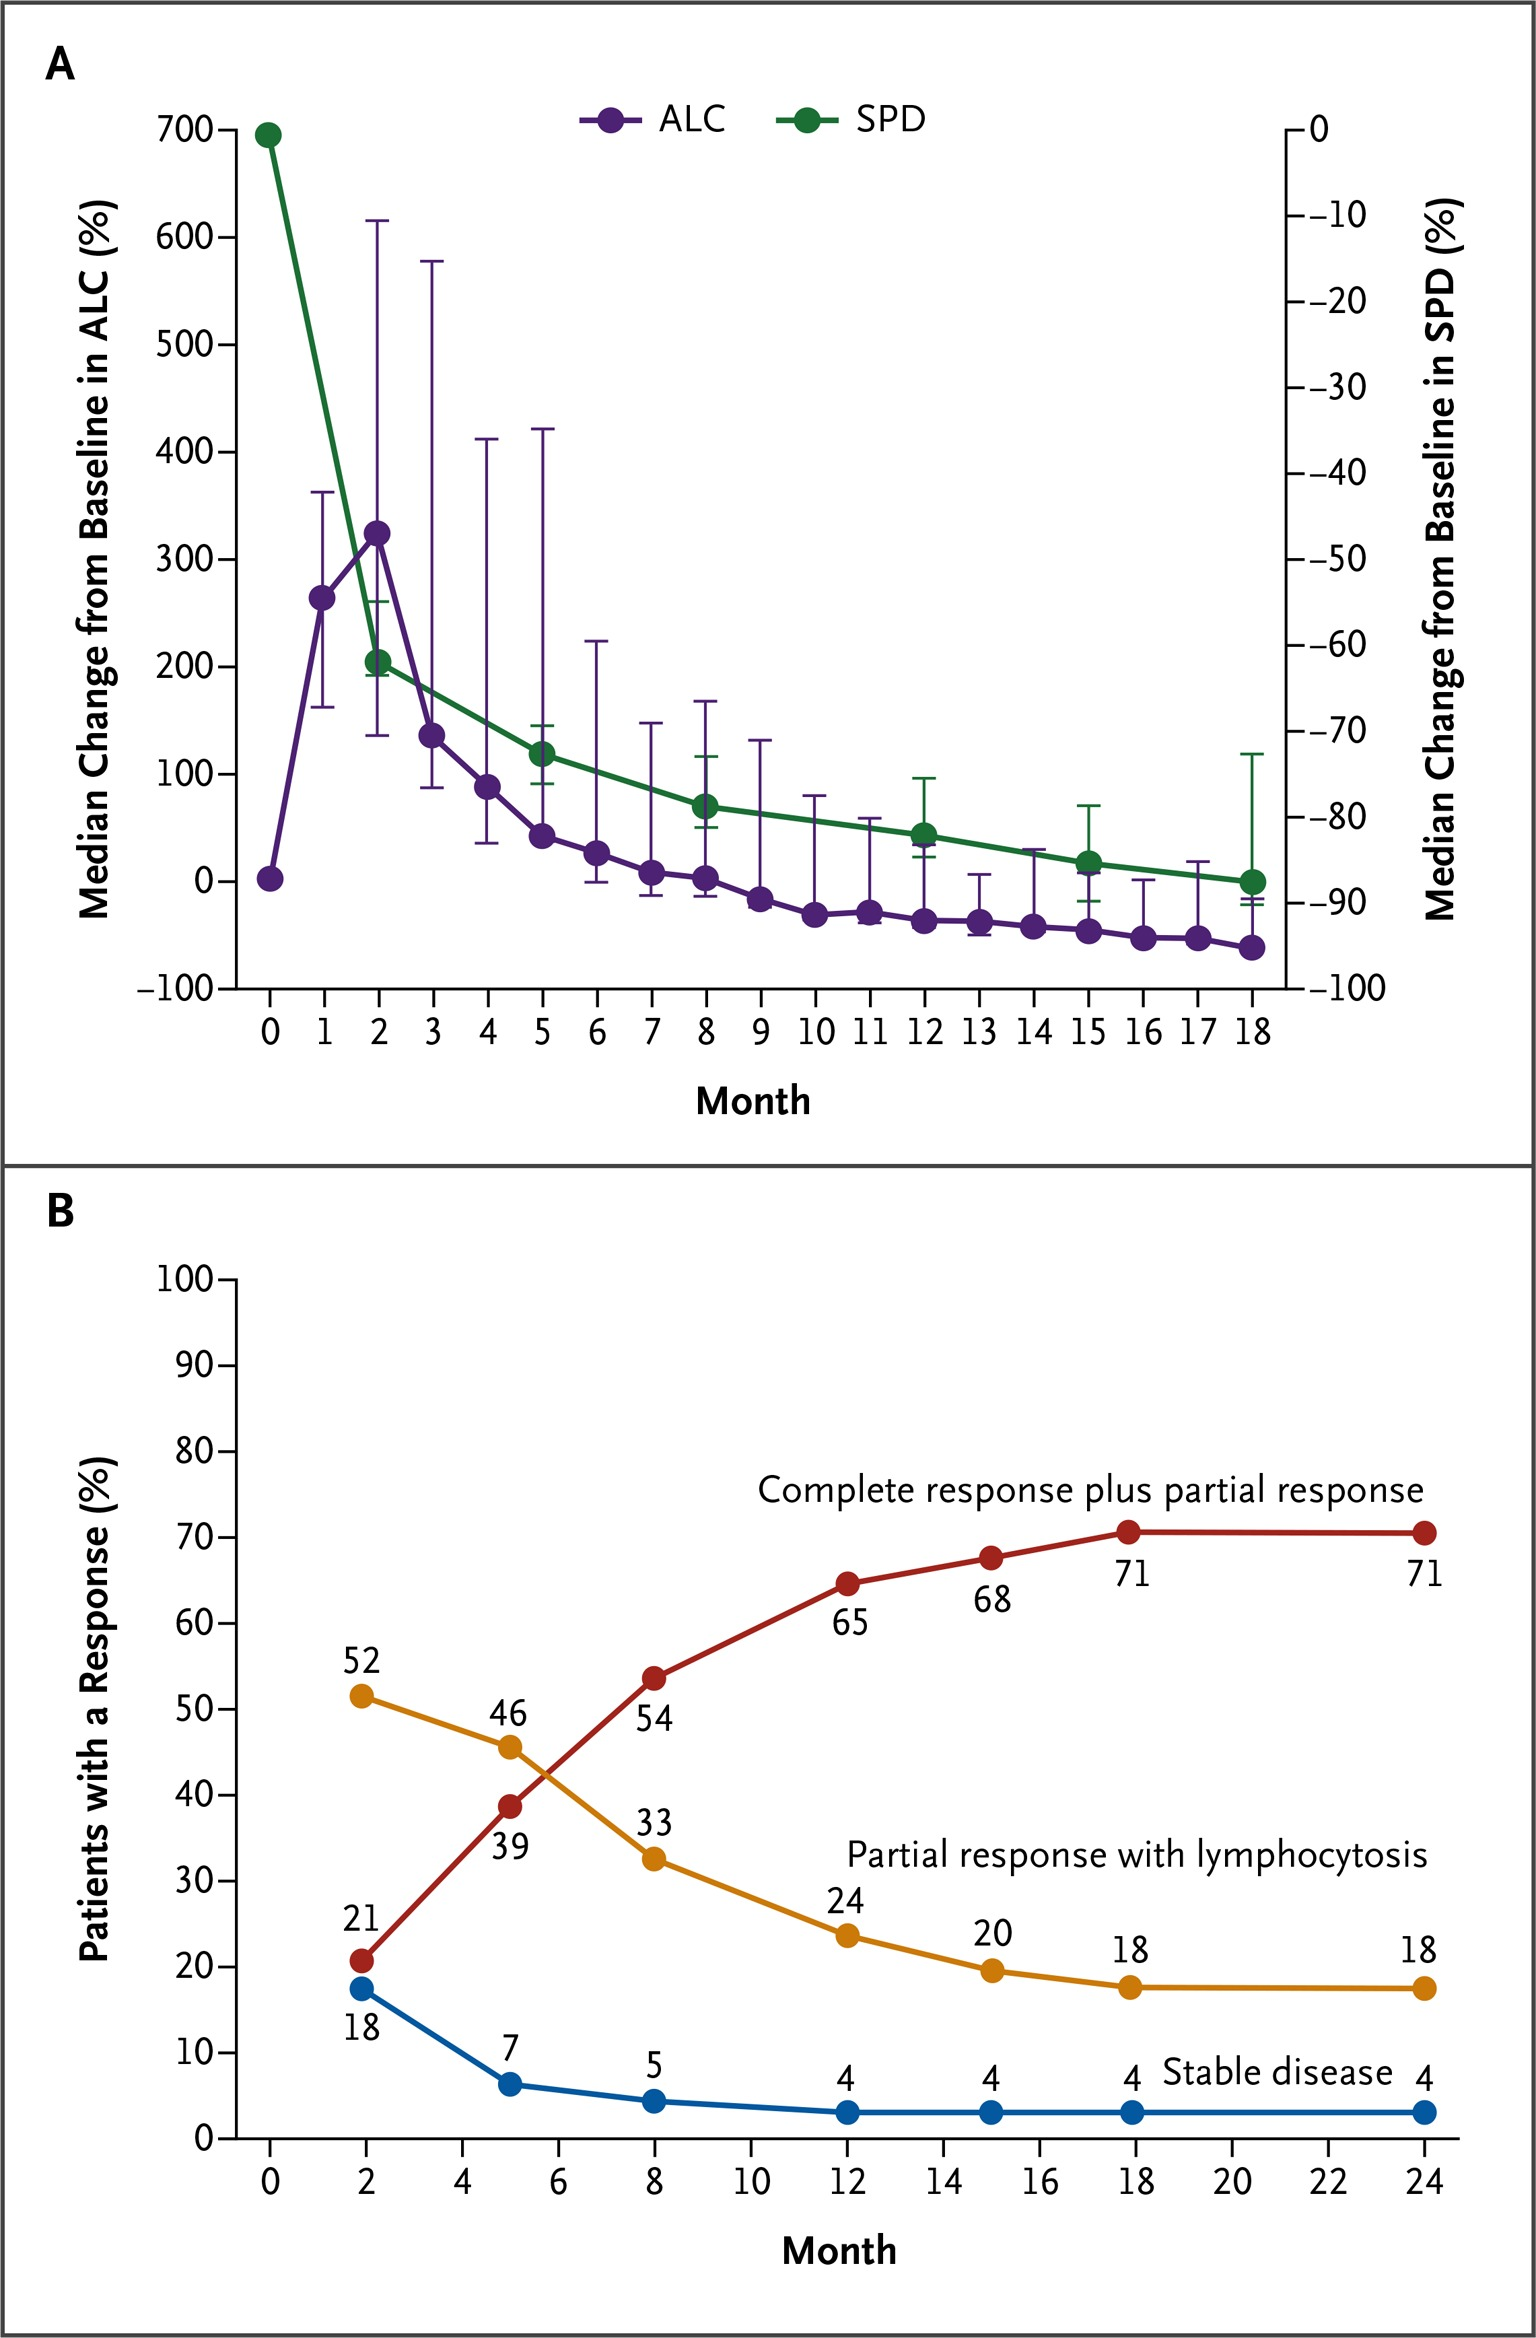 A
ALC SPD
700
600
500
400
300
200
100
0
–100
Median Change from Baseline in ALC (%)
0
–10
–20
–30
–40
–50
–60
–70
–80
–90
–100
Median Change from Baseline in SPD (%)
0 1 2 3 4 5 6 7 8 9 10 11 12 13 14 15 16 17 18
Month
B
100
90
80
70
60
50
40
30
20
10
0
Patients with a Response (%)
Complete response plus partial response
21 39 54 65 68 71 71
Partial response with lymphocytosis
52 46 33 24 20 18 18
Stable disease
18 7 5 4 4 4 4
0 2 4 6 8 10 12 14 16 18 20 22 24
Month